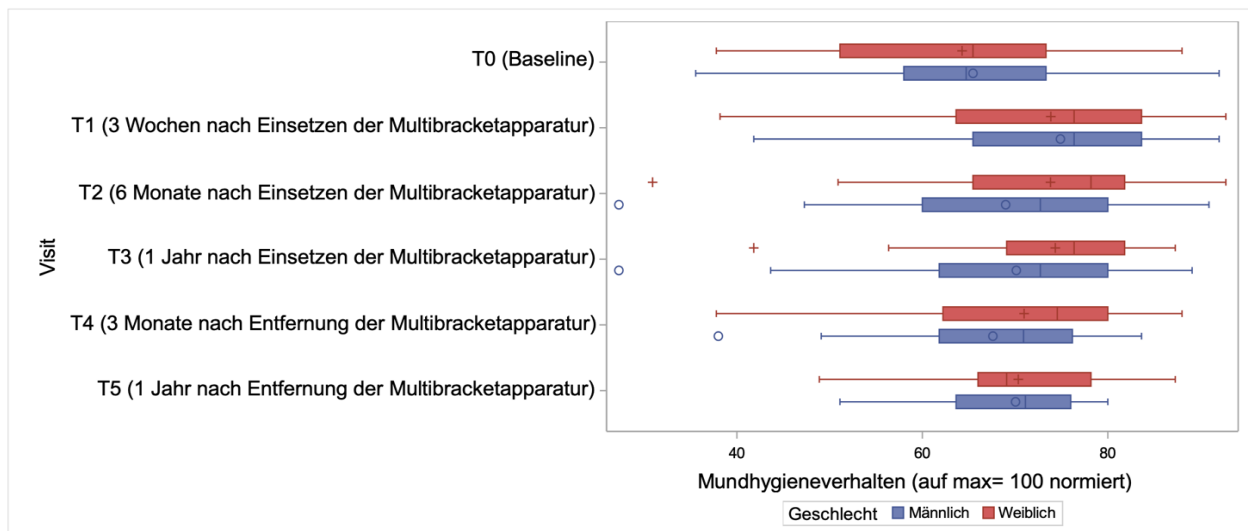 T0 (Baseline)
T1 (3 Wochen nach Einsetzen der Multibracketapparatur)
T2 (6 Monate nach Einsetzen der Multibracketapparatur)
Visit
T3 (1 Jahr nach Einsetzen der Multibracketapparatur)
T4 (3 Monate nach Entfernung der Multibracketapparatur)
T5 (1 Jahr nach Entfernung der Multibracketapparatur)
40 60 80
Mundhygieneverhalten (auf max= 100 normiert)
Geschlecht Männlich Weiblich